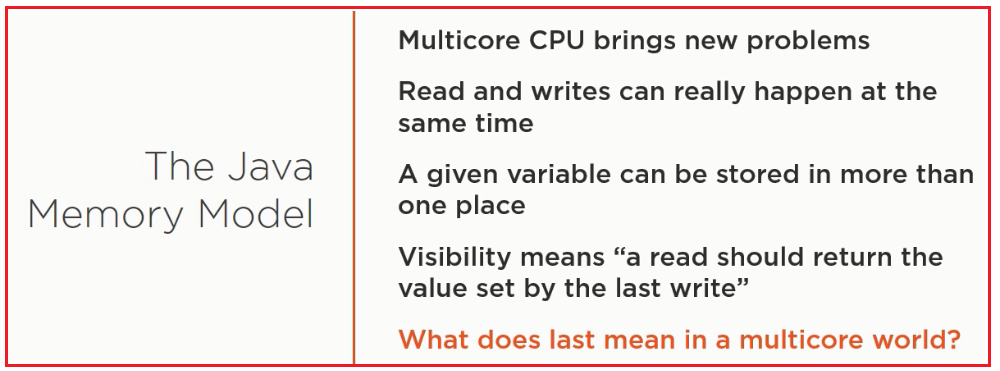 The Java
Memory Model
Multicore CPU brings new problems
Read and writes can really happen at the
same time
A given variable can be stored in more than
one place
Visibility means “a read should return the
value set by the last write”
What does last mean in a multicore world?